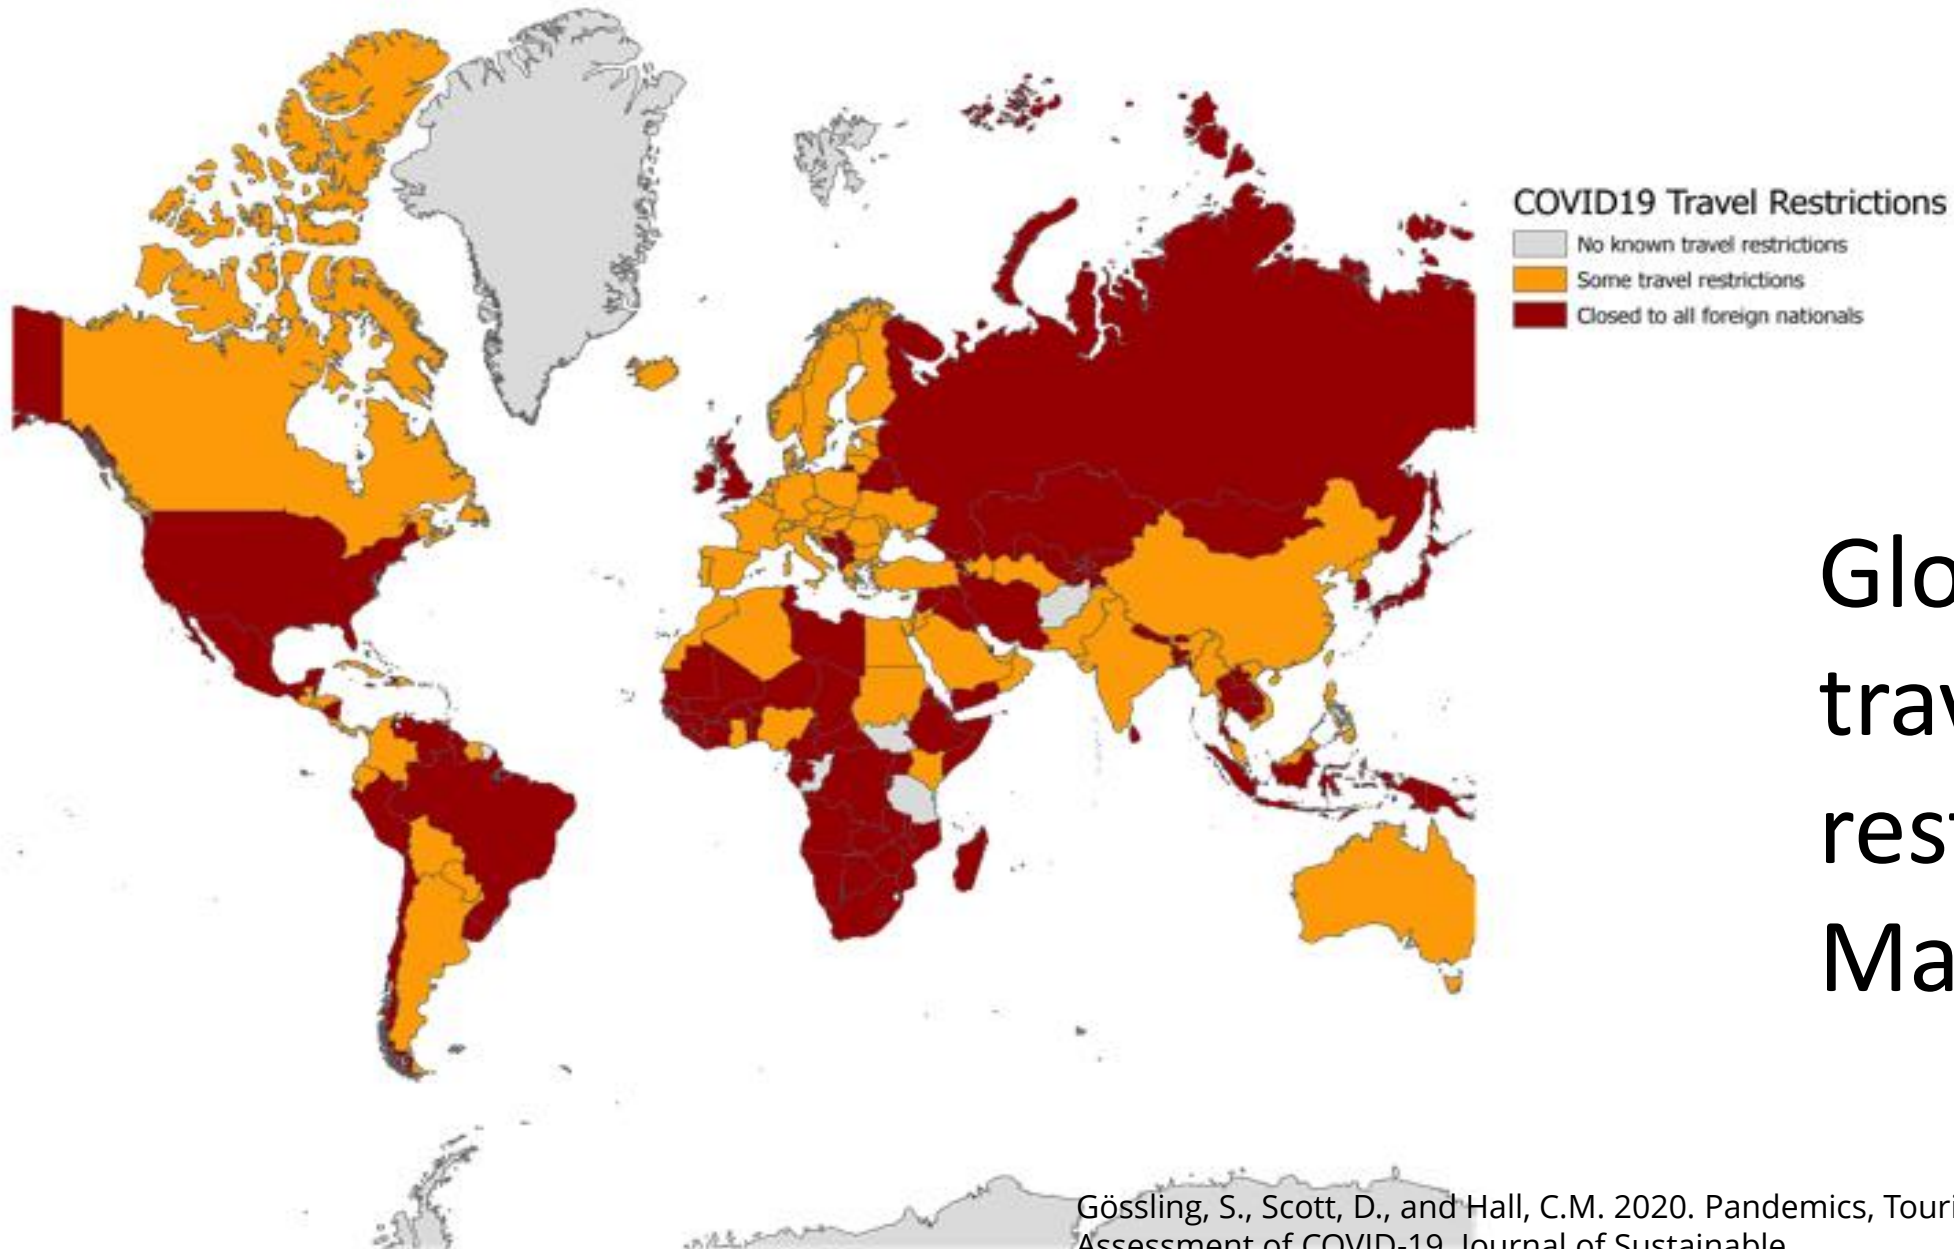 COVID19 Travel Restrictions
No known travel restrictions
Some travel restrictions
Closed to all foreign nationals
Glo
trav
rest
Ma
Gössling, S., Scott, D., and Hall, C.M. 2020. Pandemics, Touri
Assessment of COVID-19. Journal of Sustainable